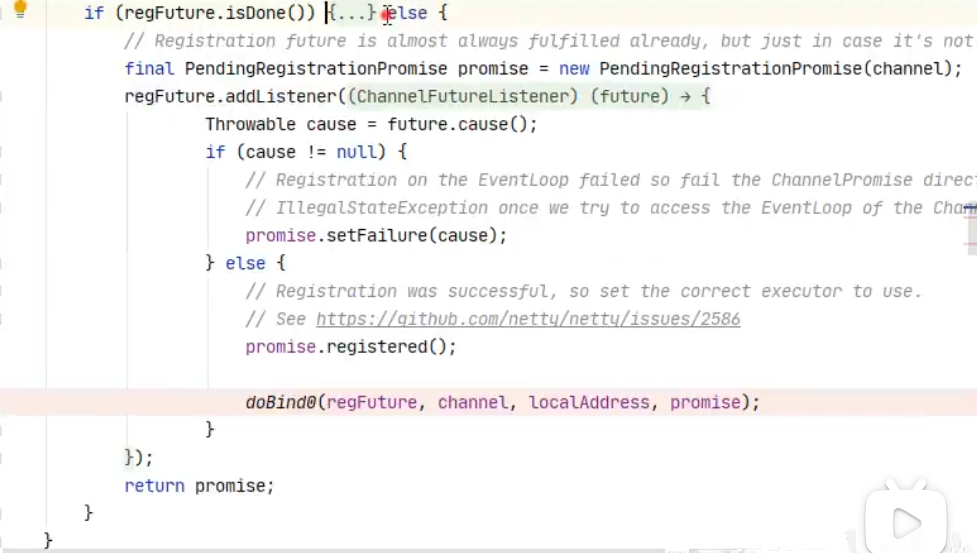 if (regFuture.isDone()) {...} else {
// Registration future is almost always fulfilled already, but just in case it's not
final PendingRegistrationPromise promise = new PendingRegistrationPromise(channel);
regFuture.addListener((ChannelFutureListener) (future) → {
Throwable cause = future.cause();
if (cause != null) {
// Registration on the EventLoop failed so fail the ChannelPromise direc
// IllegalStateException once we try to access the EventLoop of the Chan
promise.setFailure(cause);
} else {
// Registration was successful, so set the correct executor to use.
// See https://github.com/netty/netty/issues/2586
promise.registered();
doBind0(regFuture, channel, localAddress, promise);
}
});
return promise;
}
}